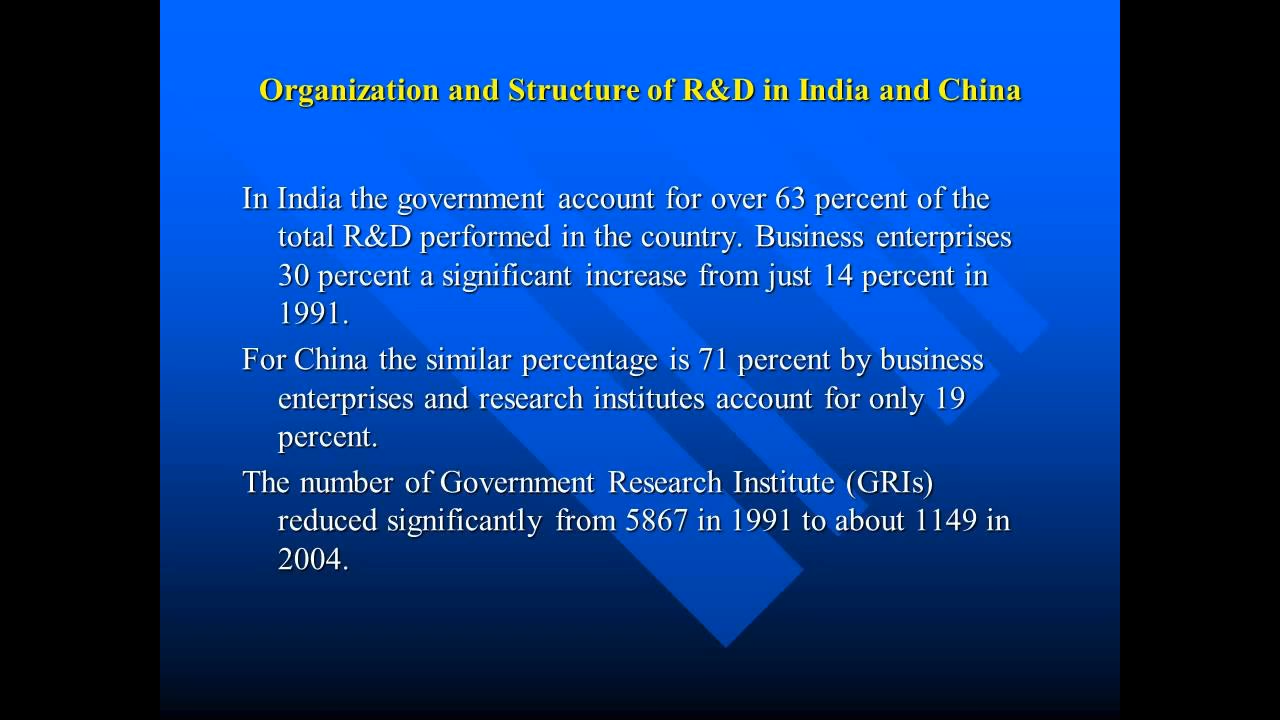 Organization and Structure of R&D in India and China
In India the government account for over 63 percent of the
total R&D performed in the country. Business enterprises
30 percent a significant increase from just 14 percent in
1991.
For China the similar percentage is 71 percent by business
enterprises and research institutes account for only 19
percent.
The number of Government Research Institute (GRIs)
reduced significantly from 5867 in 1991 to about 1149 in
2004.